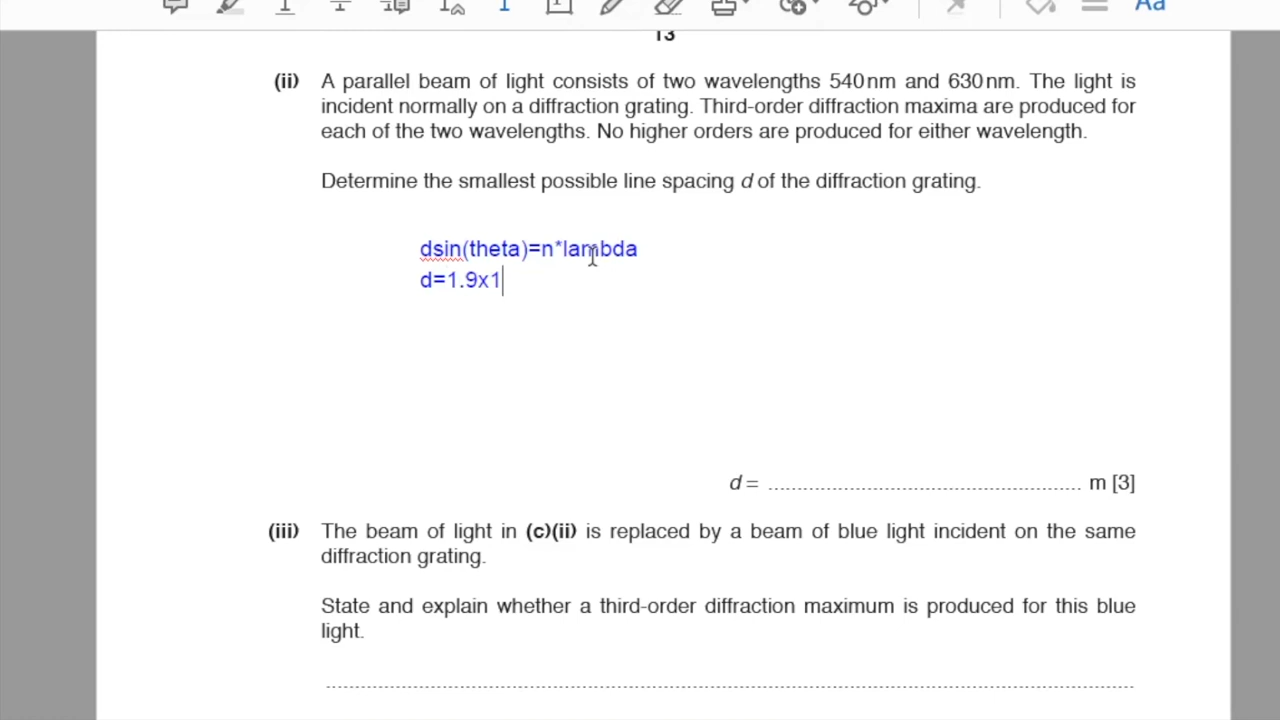 Aa
13
(ii) A parallel beam of light consists of two wavelengths 540 nm and 630 nm. The light is
incident normally on a diffraction grating. Third-order diffraction maxima are produced for
each of the two wavelengths. No higher orders are produced for either wavelength.
Determine the smallest possible line spacing d of the diffraction grating.
dsin(theta)=n*lambda
d=1.9x1
d = ...................................................... m [3]
(iii) The beam of light in (c)(ii) is replaced by a beam of blue light incident on the same
diffraction grating.
State and explain whether a third-order diffraction maximum is produced for this blue
light.